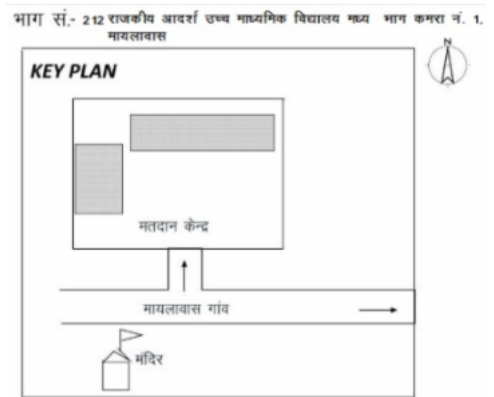 भाग सं.- 212 राजकीय आदर्श उच्च माध्यमिक विद्यालय मध्य भाग कमरा नं. 1,
मायलावास
N
KEY PLAN
मतदान केन्द्र
मायलावास गांव
मंदिर